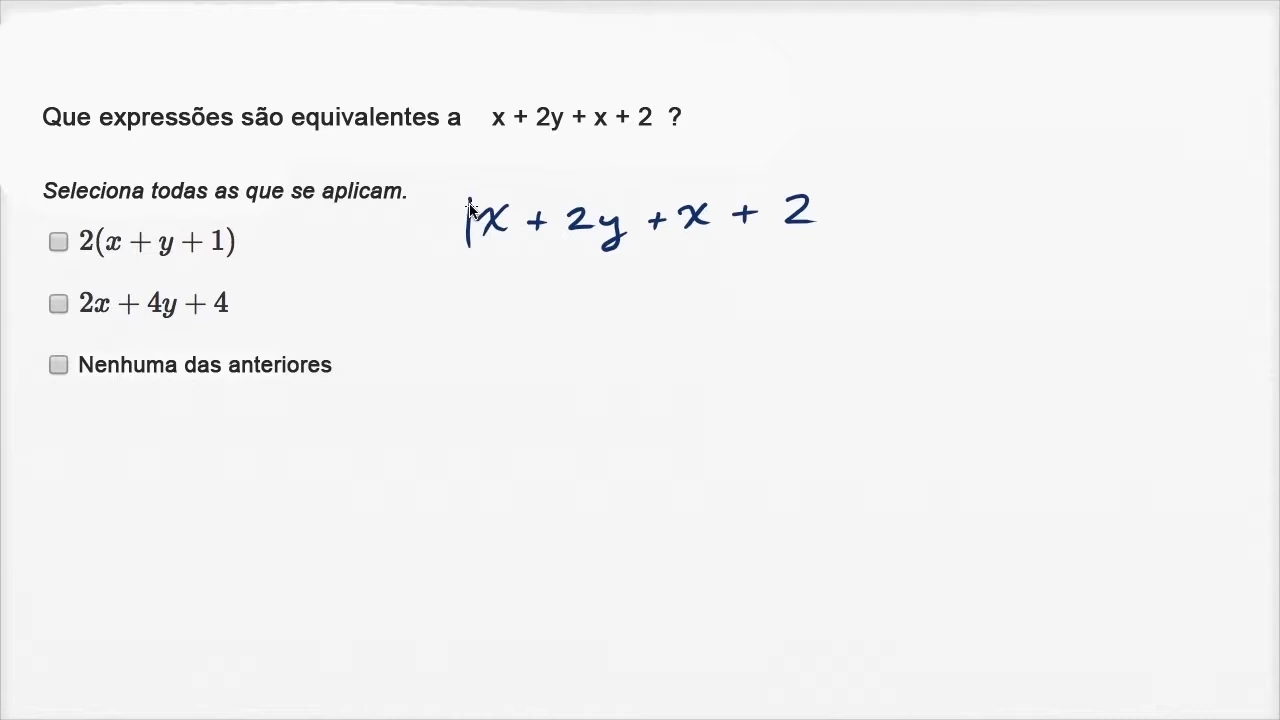 Que expressões são equivalentes a x + 2y + x + 2 ?
Seleciona todas as que se aplicam.
1x + 2y + x + 2
2(x + y + 1)
2x + 4y + 4
Nenhuma das anteriores